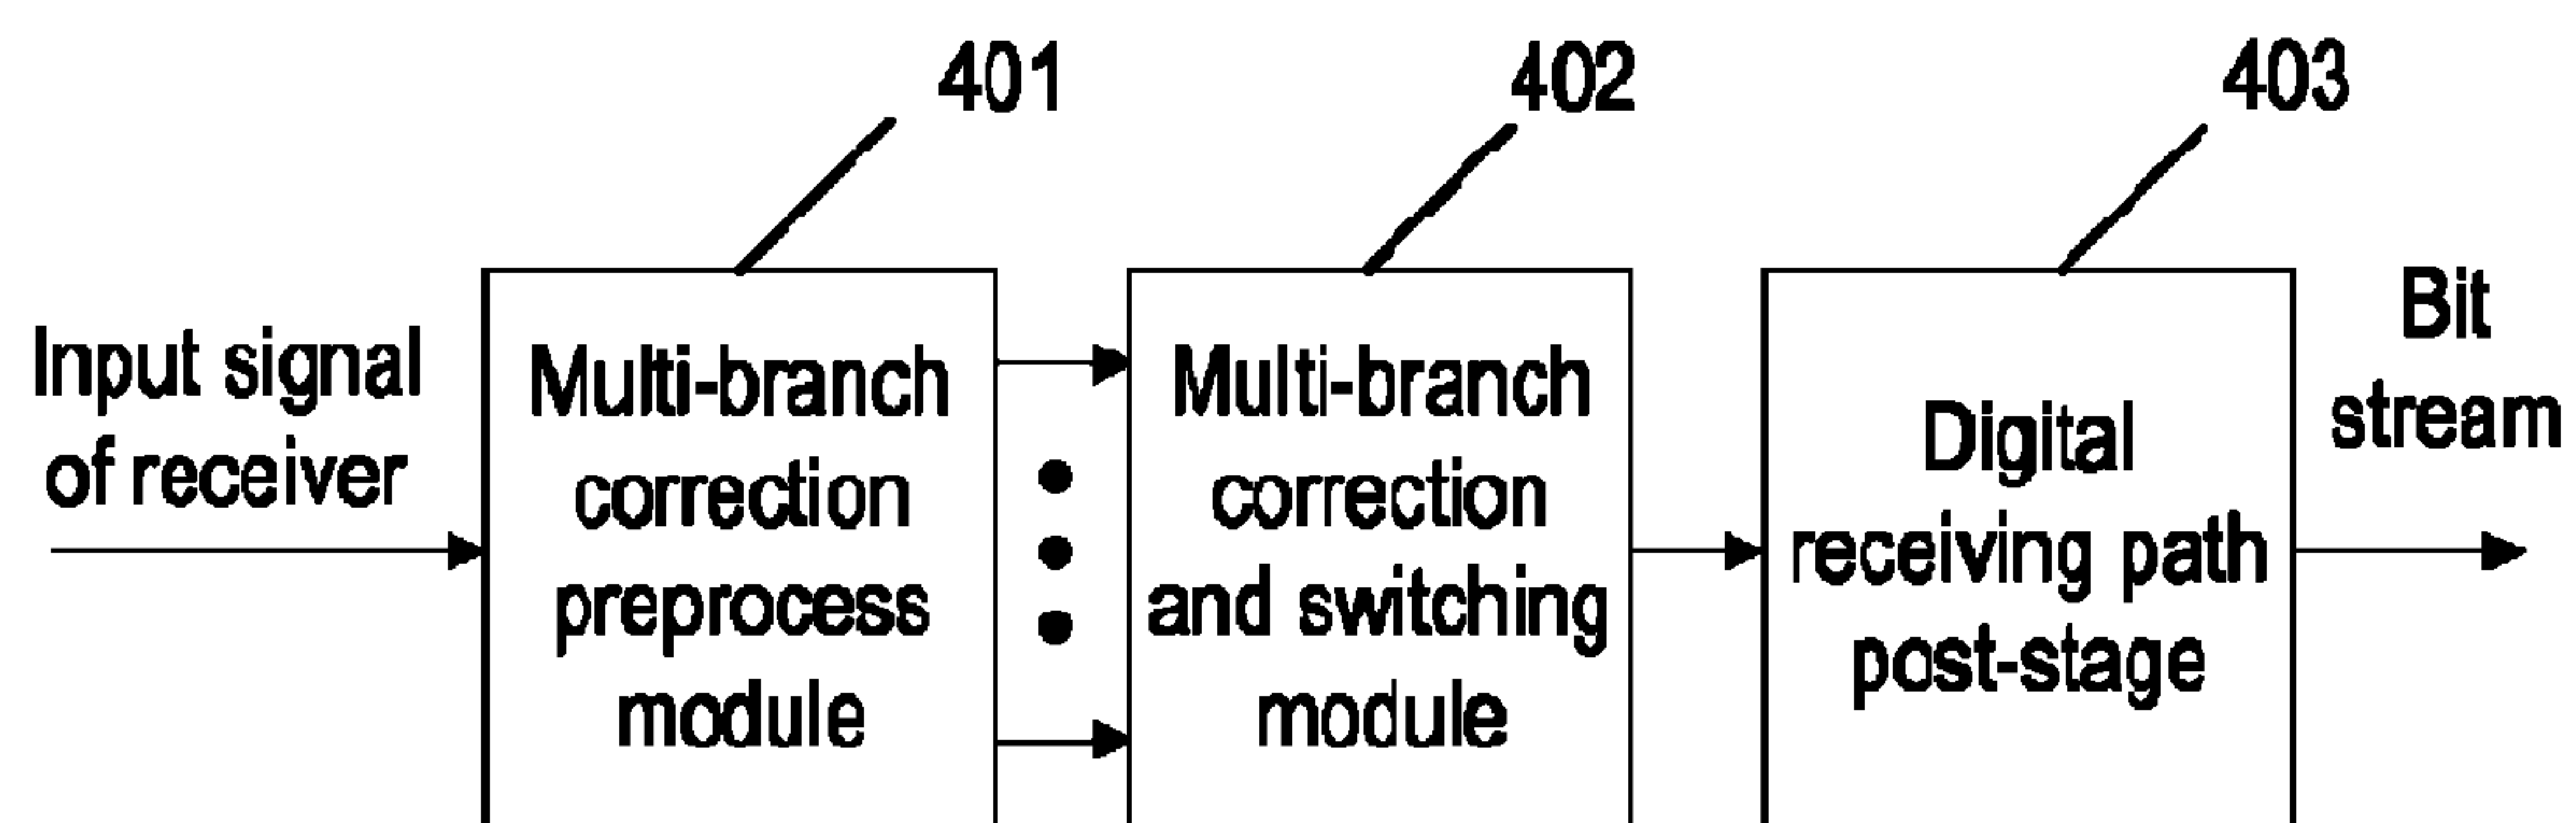 401
402
403
Input signal
of receiver
Multi-branch
correction
preprocess
module
Multi-branch
correction
and switching
module
Digital
receiving path
post-stage
Bit
stream